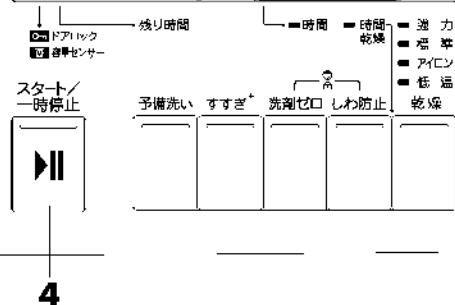 残り時間
時間
時間
乾燥
強 力
標 準
アイロン
低 温
ドアロック
容量センサー
スタート/
一時停止
予備洗い
すすぎ+
洗剤ゼロ
しわ防止
乾燥
4